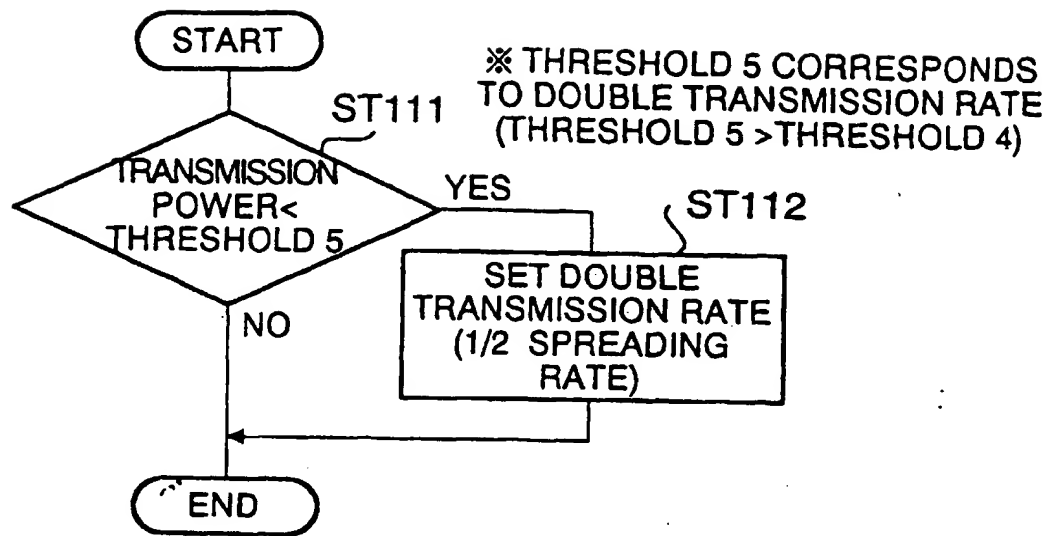 START
※ THRESHOLD 5 CORRESPONDS
TO DOUBLE TRANSMISSION RATE
(THRESHOLD 5 >THRESHOLD 4)
ST111
TRANSMISSION
POWER<
THRESHOLD 5
YES
ST112
SET DOUBLE
TRANSMISSION RATE
(1/2 SPREADING
RATE)
NO
END